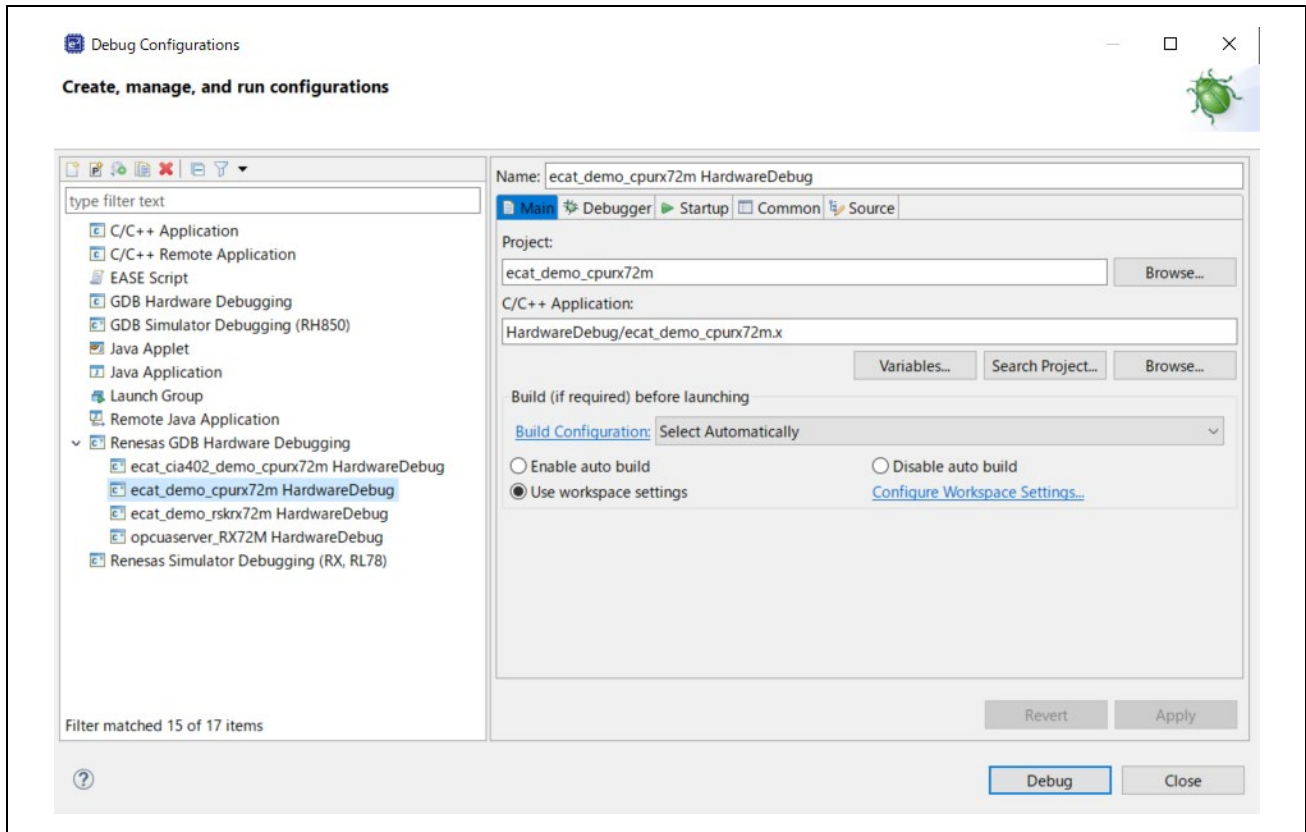 Debug Configurations
Create, manage, and run configurations
type filter text
C/C++ Application
C/C++ Remote Application
EASE Script
GDB Hardware Debugging
GDB Simulator Debugging (RH850)
Java Applet
Java Application
Launch Group
Remote Java Application
Renesas GDB Hardware Debugging
ecat_cia402_demo_cpurx72m HardwareDebug
ecat_demo_cpurx72m HardwareDebug
ecat_demo_rskrx72m HardwareDebug
opcuaserver_RX72M HardwareDebug
Renesas Simulator Debugging (RX, RL78)
Filter matched 15 of 17 items
Name: ecat_demo_cpurx72m HardwareDebug
Main Debugger Startup Common Source
Project:
ecat_demo_cpurx72m Browse...
C/C++ Application:
HardwareDebug/ecat_demo_cpurx72m.x
Variables... Search Project... Browse...
Build (if required) before launching
Build Configuration: Select Automatically
Enable auto build Disable auto build
Use workspace settings Configure Workspace Settings...
Revert Apply
Debug Close